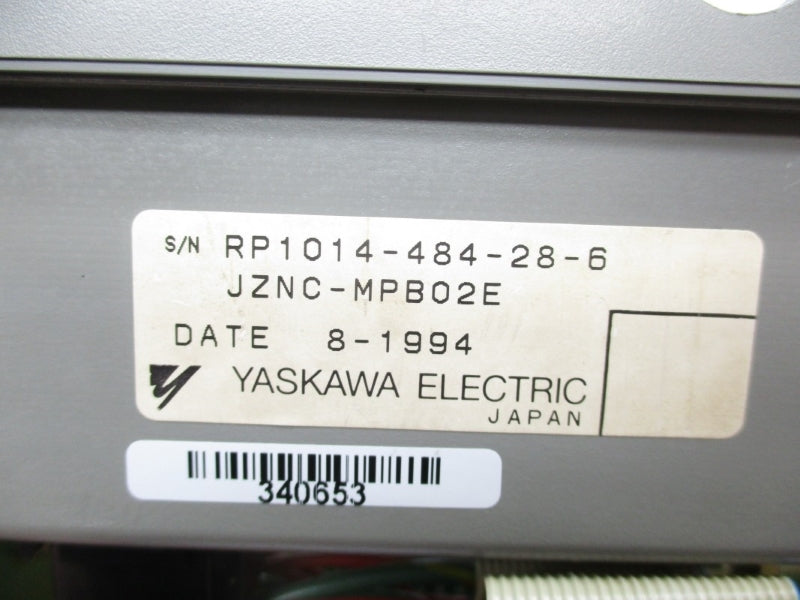 S/N RP1014-484-28-6
JZNC-MPB02E
DATE 8-1994
YASKAWA ELECTRIC
JAPAN
340653